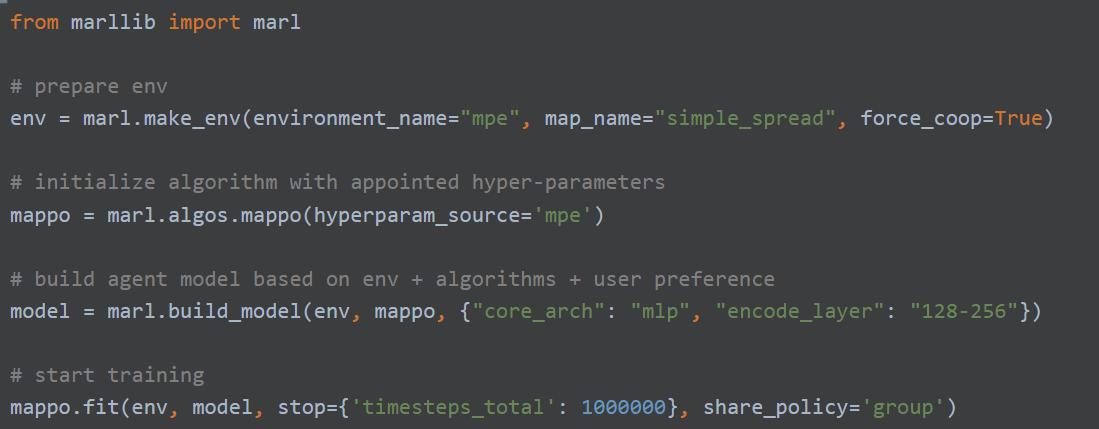 from marllib import marl
# prepare env
env = marl.make_env(environment_name="mpe", map_name="simple_spread", force_coop=True)
# initialize algorithm with appointed hyper-parameters
mappo = marl.algos.mappo(hyperparam_source='mpe')
# build agent model based on env + algorithms + user preference
model = marl.build_model(env, mappo, {"core_arch": "mlp", "encode_layer": "128-256"})
# start training
mappo.fit(env, model, stop={'timesteps_total': 1000000}, share_policy='group')